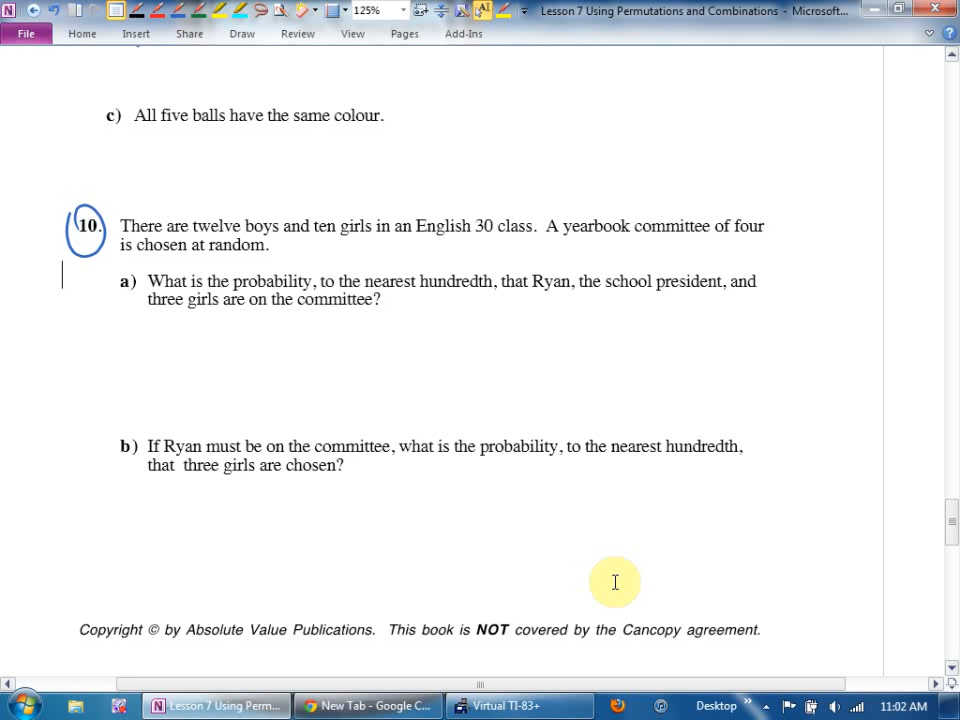 125%
Lesson 7 Using Permutations and Combinations - Microsoft...
File Home Insert Share Draw Review View Pages Add-Ins
c) All five balls have the same colour.
10. There are twelve boys and ten girls in an English 30 class. A yearbook committee of four
is chosen at random.
a) What is the probability, to the nearest hundredth, that Ryan, the school president, and
three girls are on the committee?
b) If Ryan must be on the committee, what is the probability, to the nearest hundredth,
that three girls are chosen?
Copyright © by Absolute Value Publications. This book is NOT covered by the Cancopy agreement.
Lesson 7 Using Perm... New Tab - Google C... Virtual TI-83+ Desktop » 11:02 AM